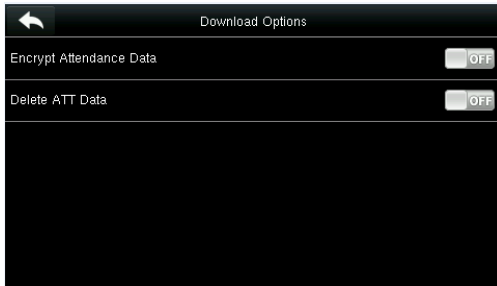 Download Options
Encrypt Attendance Data
OFF
Delete ATT Data
OFF